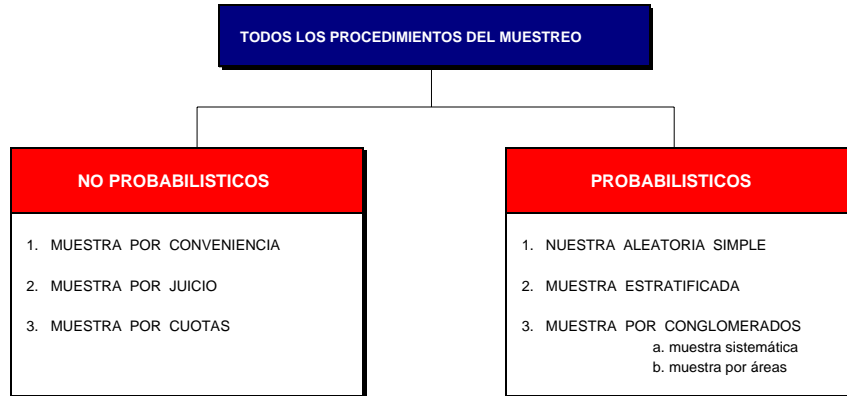 TODOS LOS PROCEDIMIENTOS DEL MUESTREO
NO PROBABILISTICOS
1. MUESTRA POR CONVENIENCIA
2. MUESTRA POR JUICIO
3. MUESTRA POR CUOTAS
PROBABILISTICOS
1. NUESTRA ALEATORIA SIMPLE
2. MUESTRA ESTRATIFICADA
3. MUESTRA POR CONGLOMERADOS
a. muestra sistemática
b. muestra por áreas